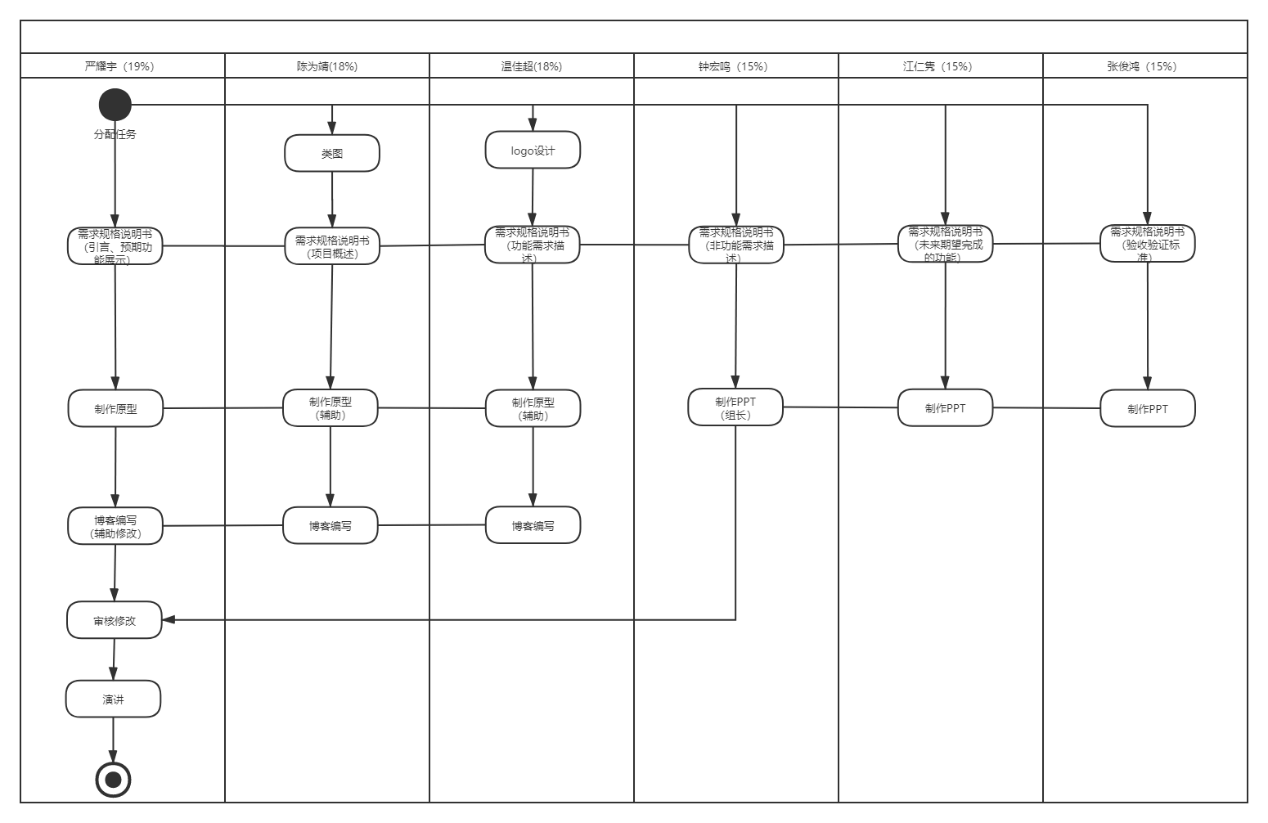 严耀宇（19%）
陈为靖(18%)
温佳超(18%)
钟宏鸣（15%）
江仁隽（15%）
张俊鸿（15%）
分配任务
类图
logo设计
需求规格说明书
（引言、预期功
能展示）
需求规格说明书
（项目概述）
需求规格说明书
（功能需求描
述）
需求规格说明书
（非功能需求描
述）
需求规格说明书
（未来期望完成
的功能）
需求规格说明书
（验收验证标
准）
制作原型
制作原型
（辅助）
制作原型
（辅助）
制作PPT
（组长）
制作PPT
制作PPT
博客编写
（辅助修改）
博客编写
博客编写
审核修改
演讲